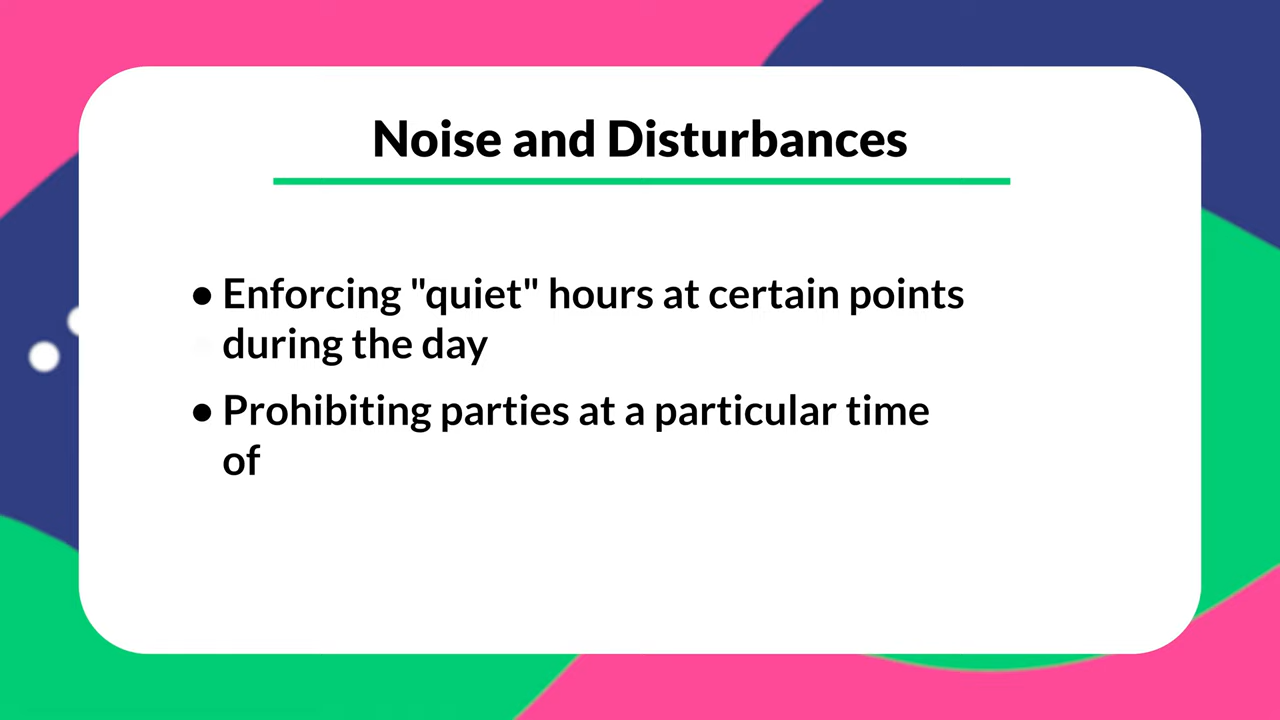 Noise and Disturbances
● Enforcing "quiet" hours at certain points
during the day
● Prohibiting parties at a particular time
of